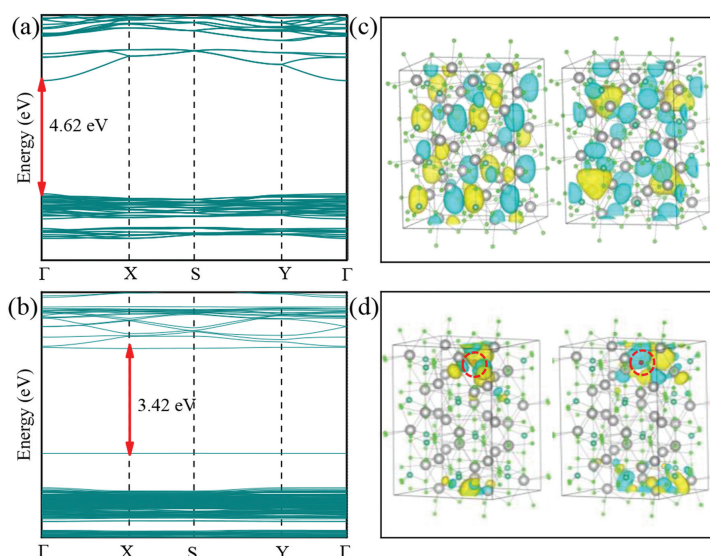 (a)
Energy (eV)
4.62 eV
Γ X S Y Γ
(b)
Energy (eV)
3.42 eV
Γ X S Y Γ
(c)
(d)